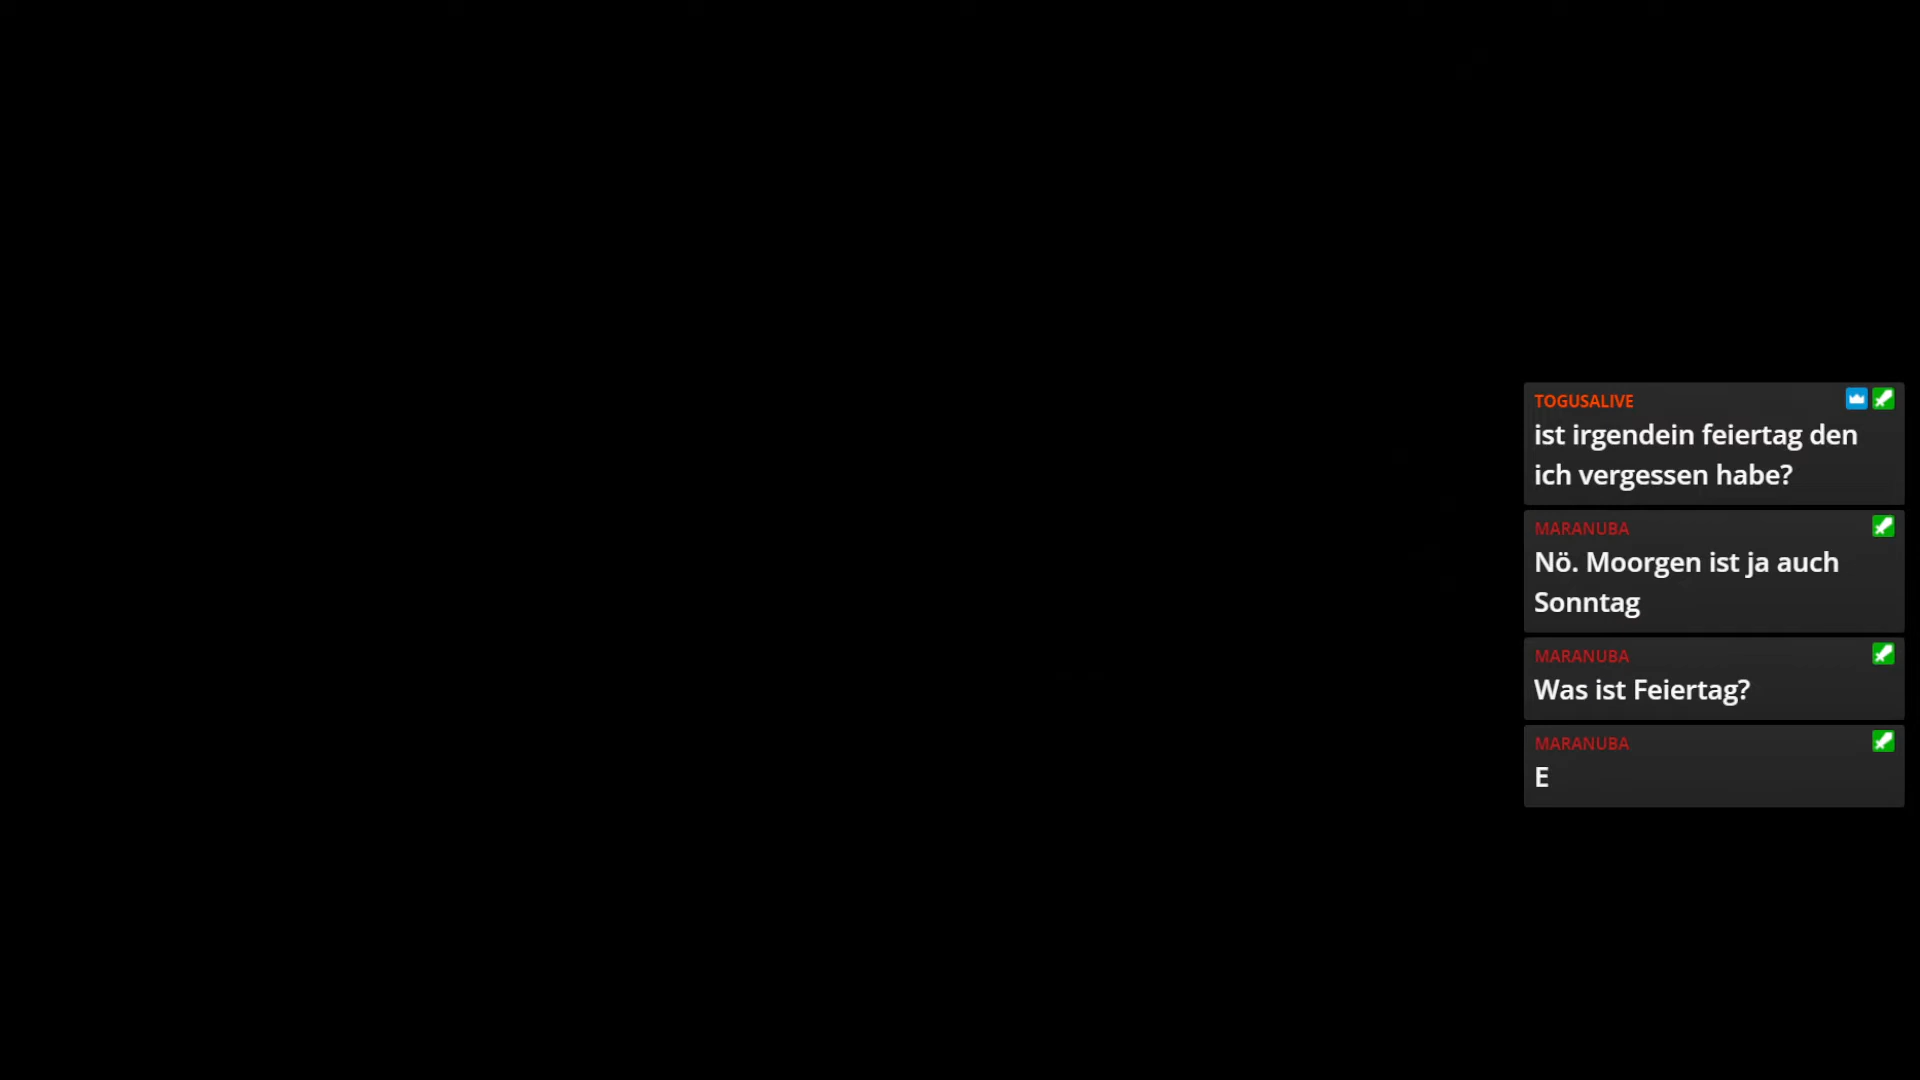 TOGUSALIVE
ist irgendein feiertag den
ich vergessen habe?
MARANUBA
Nö. Moorgen ist ja auch
Sonntag
MARANUBA
Was ist Feiertag?
MARANUBA
E